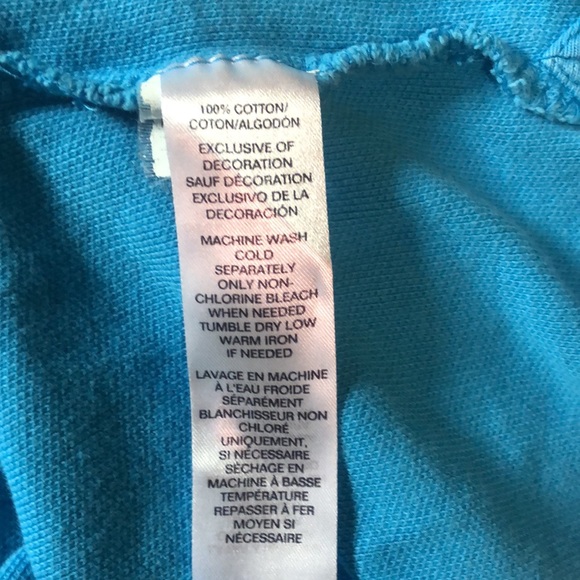 100% COTTON/
COTON/ALGODÓN
EXCLUSIVE OF
DECORATION
SAUF DÉCORATION
EXCLUSIVO DE LA
DECORACIÓN
MACHINE WASH
COLD
SEPARATELY
ONLY NON-
CHLORINE BLEACH
WHEN NEEDED
TUMBLE DRY LOW
WARM IRON
IF NEEDED
LAVAGE EN MACHINE
À L'EAU FROIDE
SÉPARÉMENT
BLANCHISSEUR NON
CHLORÉ
UNIQUEMENT,
SI NÉCESSAIRE
SÉCHAGE EN
MACHINE À BASSE
TEMPÉRATURE
REPASSER À FER
MOYEN SI
NÉCESSAIRE